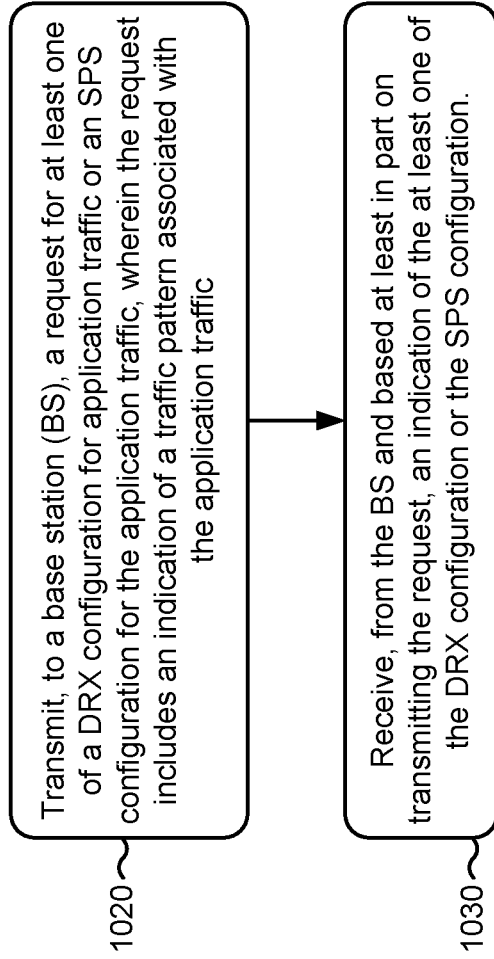 1020
Transmit, to a base station (BS), a request for at least one
of a DRX configuration for application traffic or an SPS
configuration for the application traffic, wherein the request
includes an indication of a traffic pattern associated with
the application traffic
1030
Receive, from the BS and based at least in part on
transmitting the request, an indication of the at least one of
the DRX configuration or the SPS configuration.